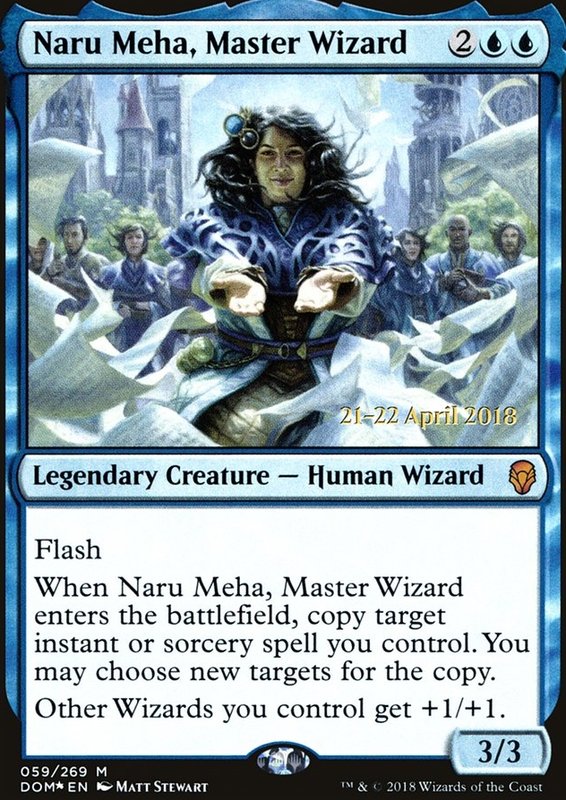 Naru Meha, Master Wizard 2
21–22 April 2018
Legendary Creature — Human Wizard
Flash
When Naru Meha, Master Wizard
enters the battlefield, copy target
instant or sorcery spell you control. You
may choose new targets for the copy.
Other Wizards you control get +1/+1.
3/3
059/269 M
DOM★EN Matt Stewart
™ & © 2018 Wizards of the Coast